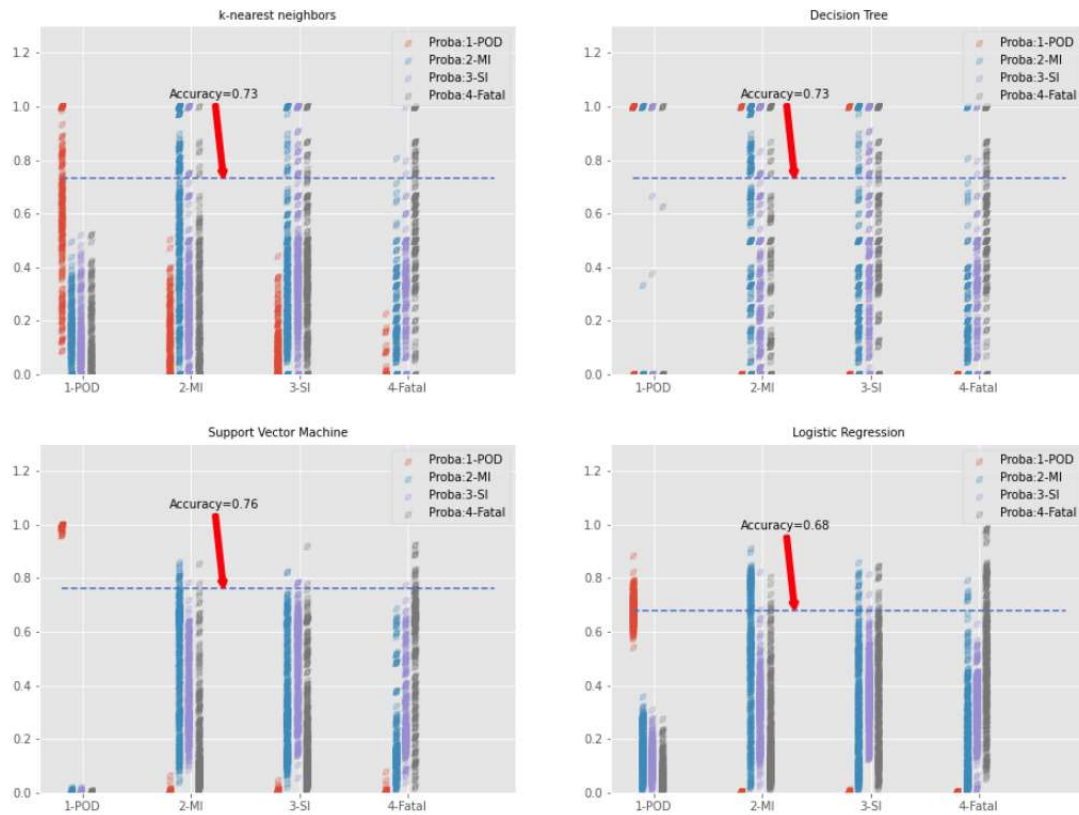 k-nearest neighbors
1.2
1.0
0.8
0.6
0.4
0.2
0.0
Accuracy=0.73
Proba:1-POD
Proba:2-MI
Proba:3-SI
Proba:4-Fatal
1-POD 2-MI 3-SI 4-Fatal
Decision Tree
1.2
1.0
0.8
0.6
0.4
0.2
0.0
Accuracy=0.73
Proba:1-POD
Proba:2-MI
Proba:3-SI
Proba:4-Fatal
1-POD 2-MI 3-SI 4-Fatal
Support Vector Machine
1.2
1.0
0.8
0.6
0.4
0.2
0.0
Accuracy=0.76
Proba:1-POD
Proba:2-MI
Proba:3-SI
Proba:4-Fatal
1-POD 2-MI 3-SI 4-Fatal
Logistic Regression
1.2
1.0
0.8
0.6
0.4
0.2
0.0
Accuracy=0.68
Proba:1-POD
Proba:2-MI
Proba:3-SI
Proba:4-Fatal
1-POD 2-MI 3-SI 4-Fatal